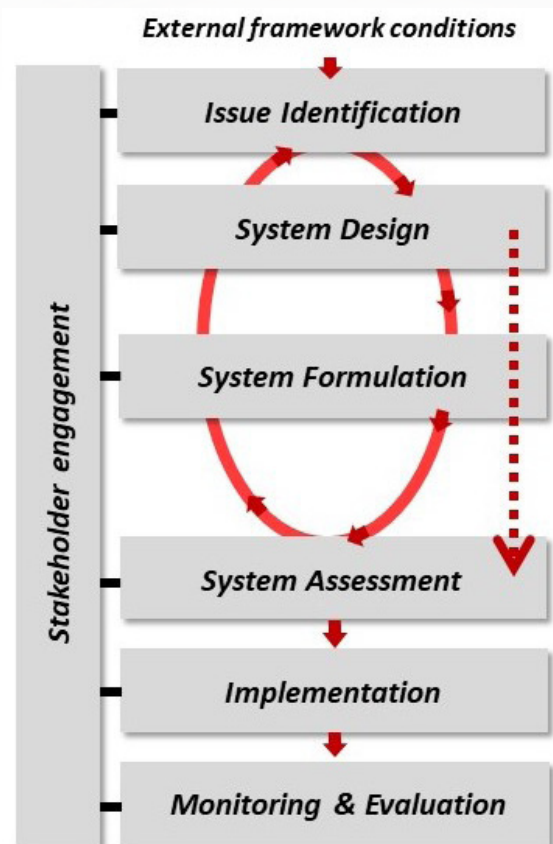 External framework conditions
Issue Identification
System Design
System Formulation
System Assessment
Implementation
Monitoring & Evaluation
Stakeholder engagement